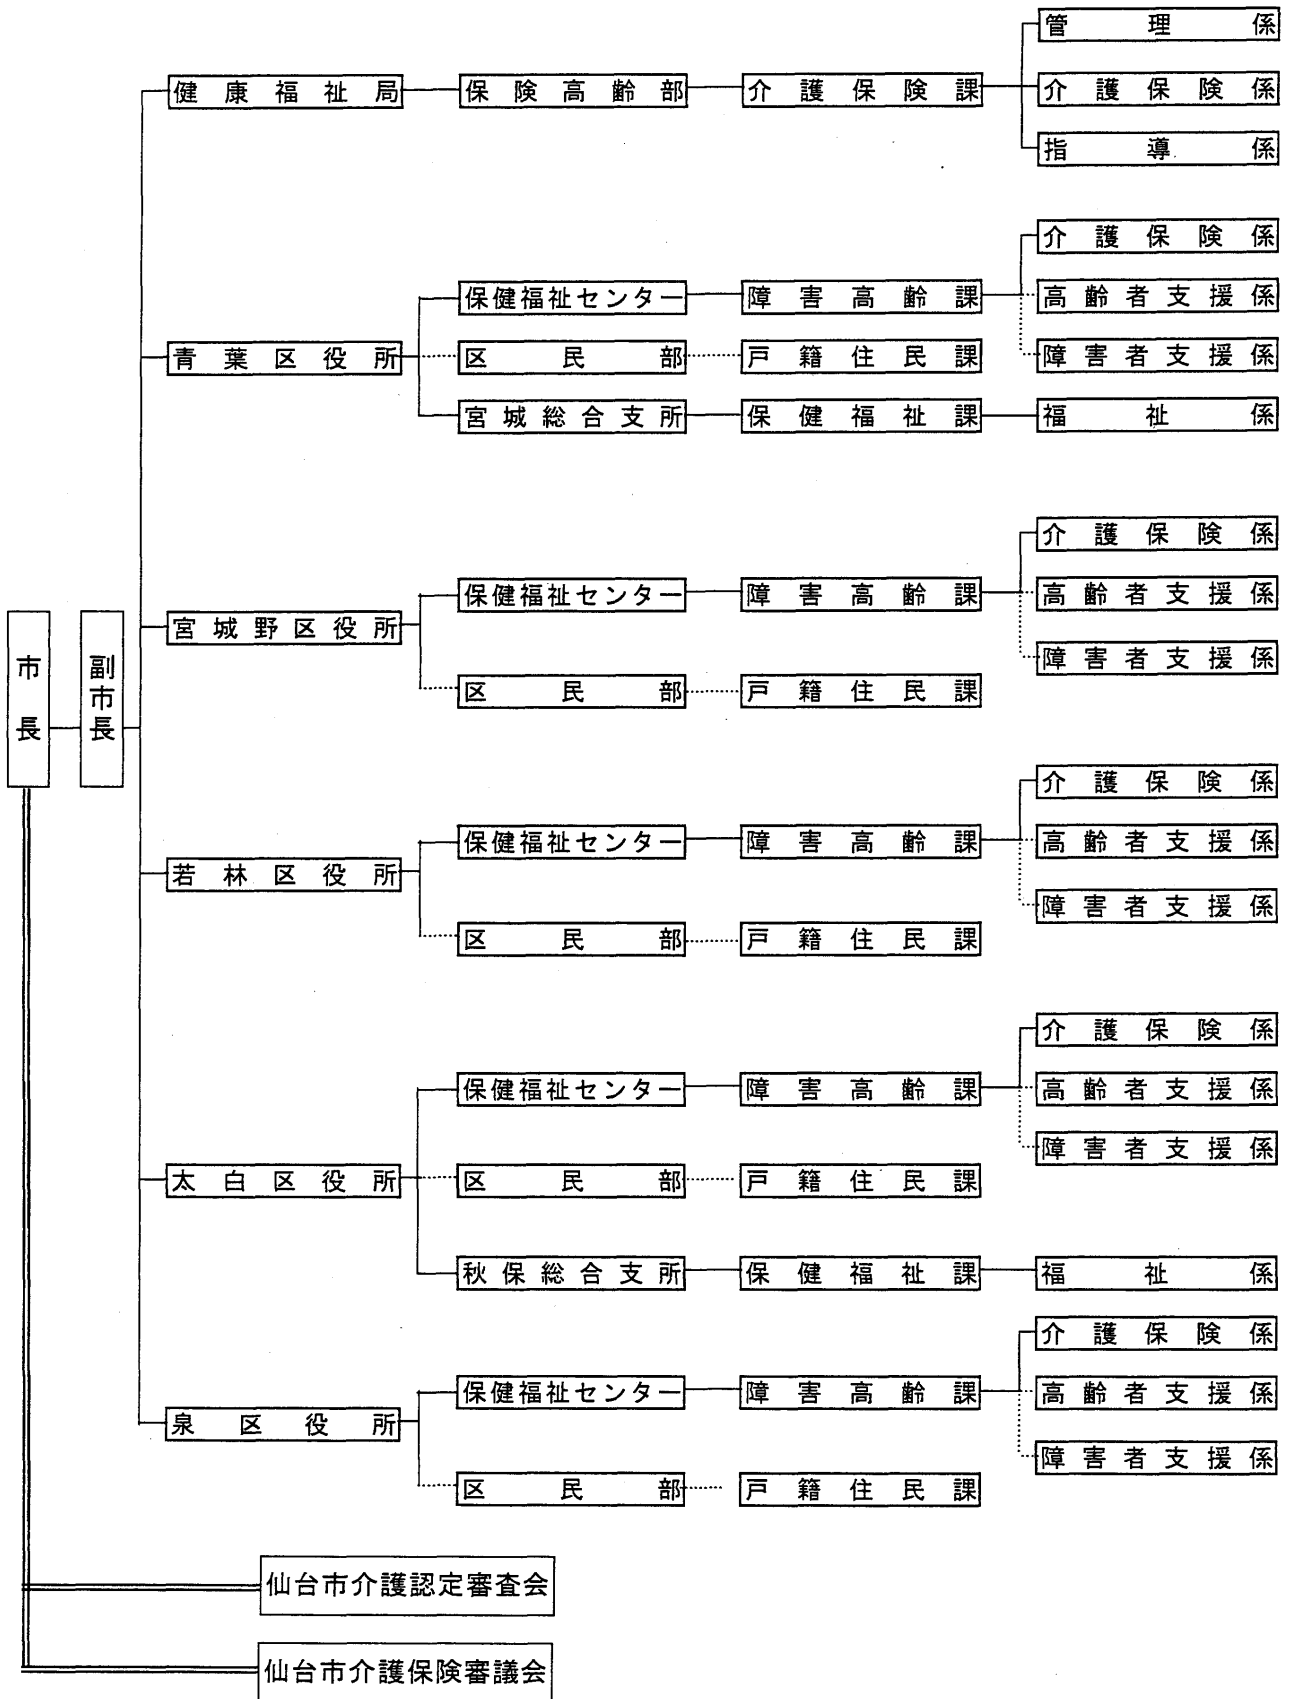 市長
副市長
健康福祉局
保険高齢部
介護保険課
管理係
介護保険係
指導係
青葉区役所
保健福祉センター
障害高齢課
介護保険係
高齢者支援係
障害者支援係
区民部
戸籍住民課
宮城総合支所
保健福祉課
福祉係
宮城野区役所
保健福祉センター
障害高齢課
介護保険係
高齢者支援係
障害者支援係
区民部
戸籍住民課
若林区役所
保健福祉センター
障害高齢課
介護保険係
高齢者支援係
障害者支援係
区民部
戸籍住民課
太白区役所
保健福祉センター
障害高齢課
介護保険係
高齢者支援係
障害者支援係
区民部
戸籍住民課
秋保総合支所
保健福祉課
福祉係
泉区役所
保健福祉センター
障害高齢課
介護保険係
高齢者支援係
障害者支援係
区民部
戸籍住民課
仙台市介護認定審査会
仙台市介護保険審議会